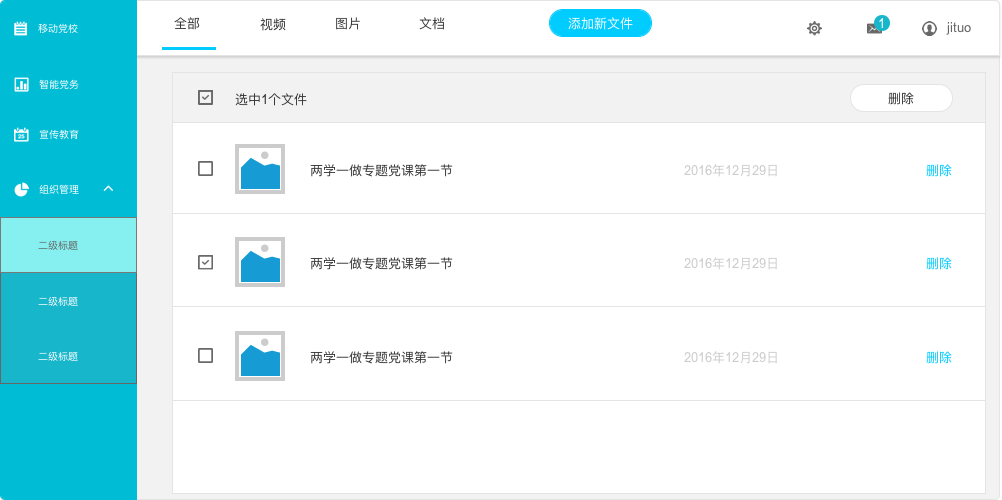 移动党校
智能党务
宣传教育
组织管理
二级标题
二级标题
二级标题
全部
视频
图片
文档
添加新文件
1
jituo
选中1个文件
删除
两学一做专题党课第一节
2016年12月29日
删除
两学一做专题党课第一节
2016年12月29日
删除
两学一做专题党课第一节
2016年12月29日
删除